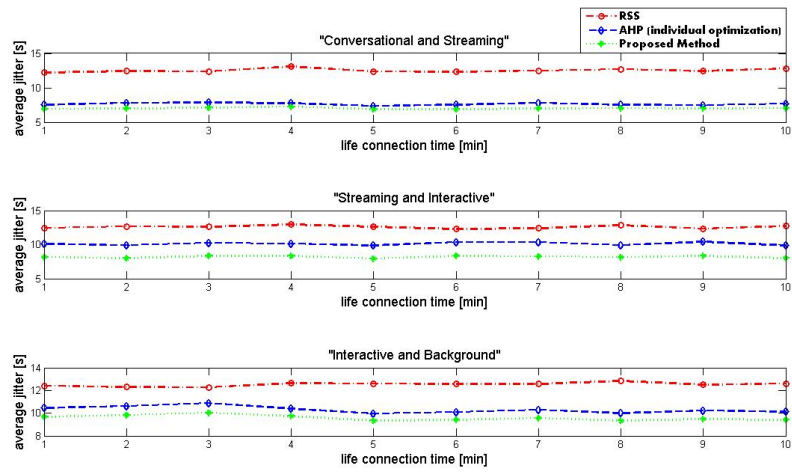 RSS
AHP (individual optimization)
Proposed Method
"Conversational and Streaming"
average jitter [s]
15
10
5
1 2 3 4 5 6 7 8 9 10
life connection time [min]
"Streaming and Interactive"
average jitter [s]
15
10
5
1 2 3 4 5 6 7 8 9 10
life connection time [min]
"Interactive and Background"
average jitter [s]
14
12
10
8
1 2 3 4 5 6 7 8 9 10
life connection time [min]